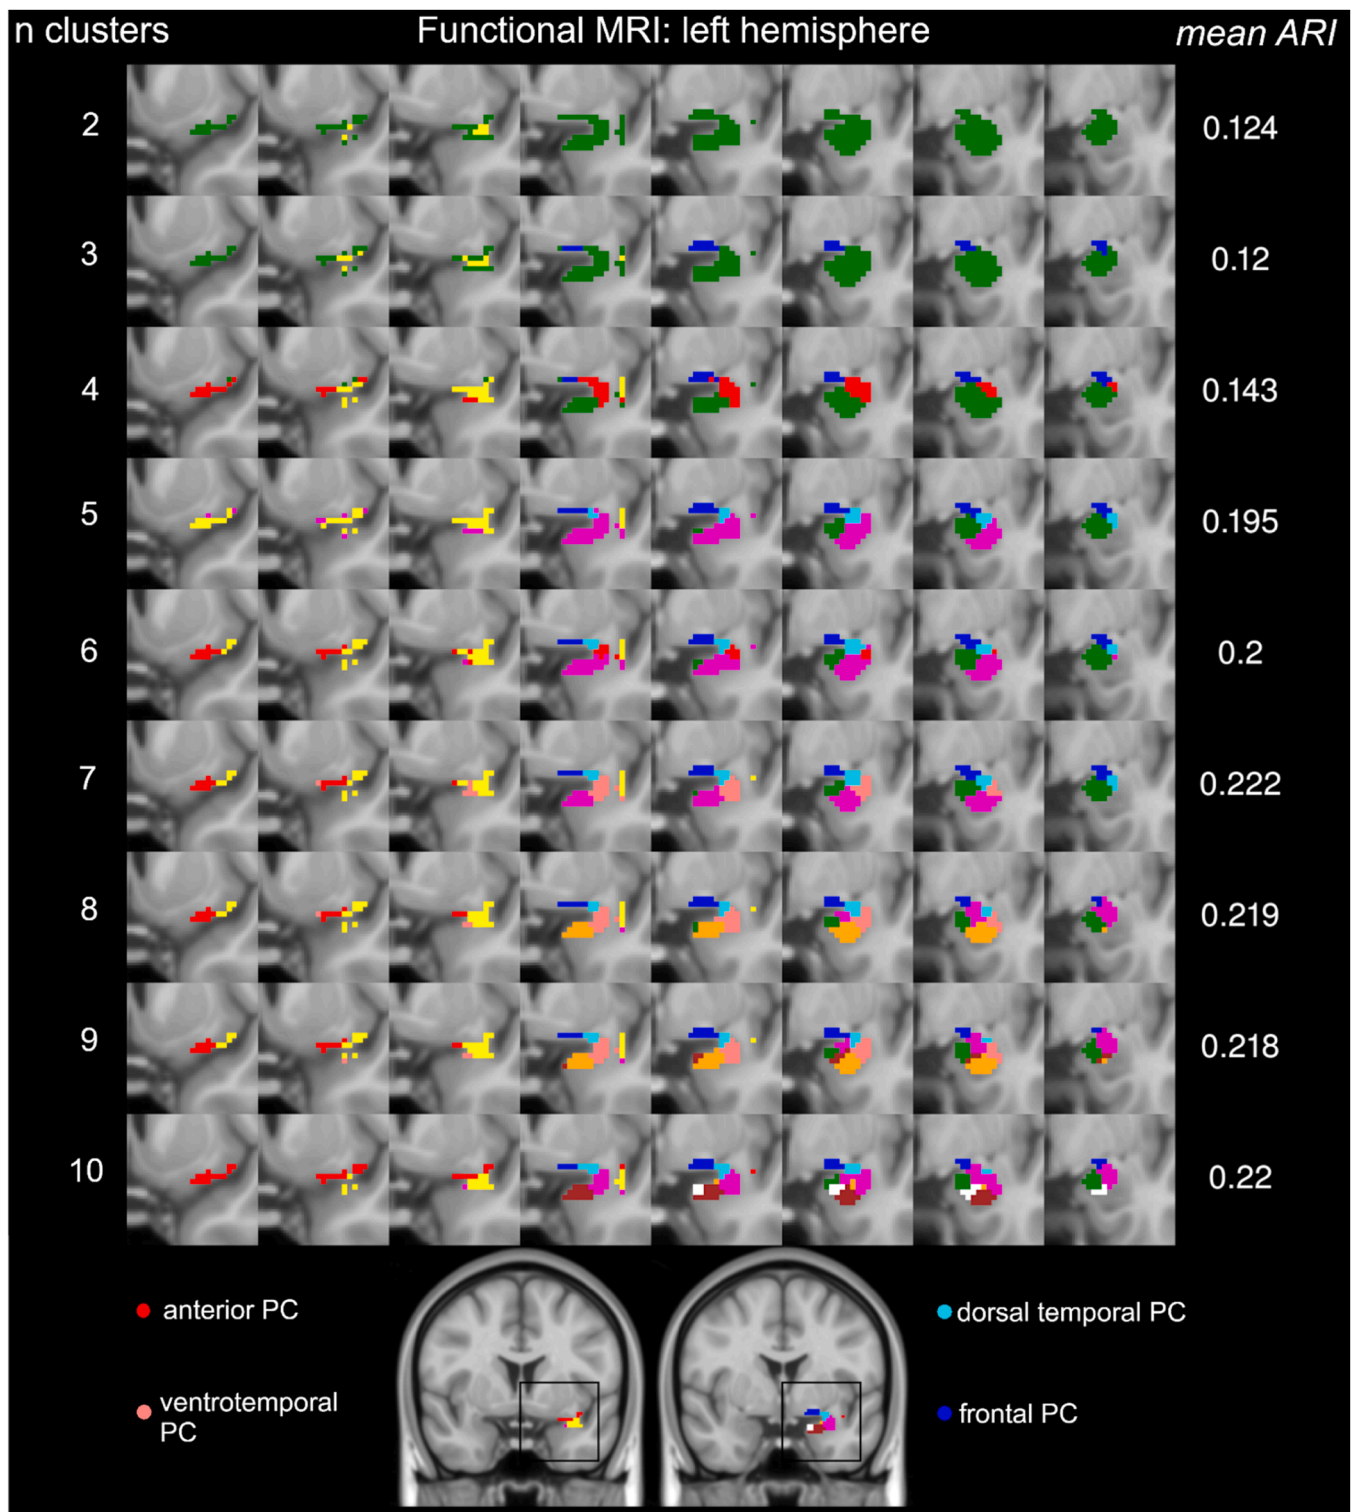 n clusters Functional MRI: left hemisphere mean ARI
2 0.124
3 0.12
4 0.143
5 0.195
6 0.2
7 0.222
8 0.219
9 0.218
10 0.22
anterior PC dorsal temporal PC
ventrotemporal
PC frontal PC